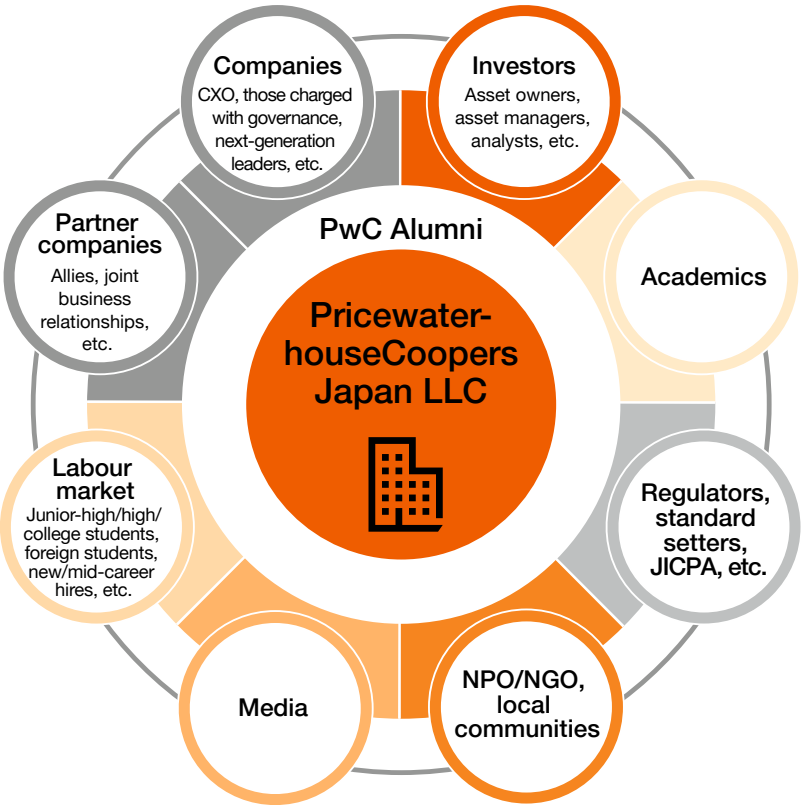 Companies
CXO, those charged
with governance,
next-generation
leaders, etc.
Investors
Asset owners,
asset managers,
analysts, etc.
Partner
companies
Allies, joint
business
relationships,
etc.
PwC Alumni
Academics
Pricewater-
houseCoopers
Japan LLC
Labour
market
Junior-high/high/
college students,
foreign students,
new/mid-career
hires, etc.
Regulators,
standard
setters,
JICPA, etc.
Media
NPO/NGO,
local
communities